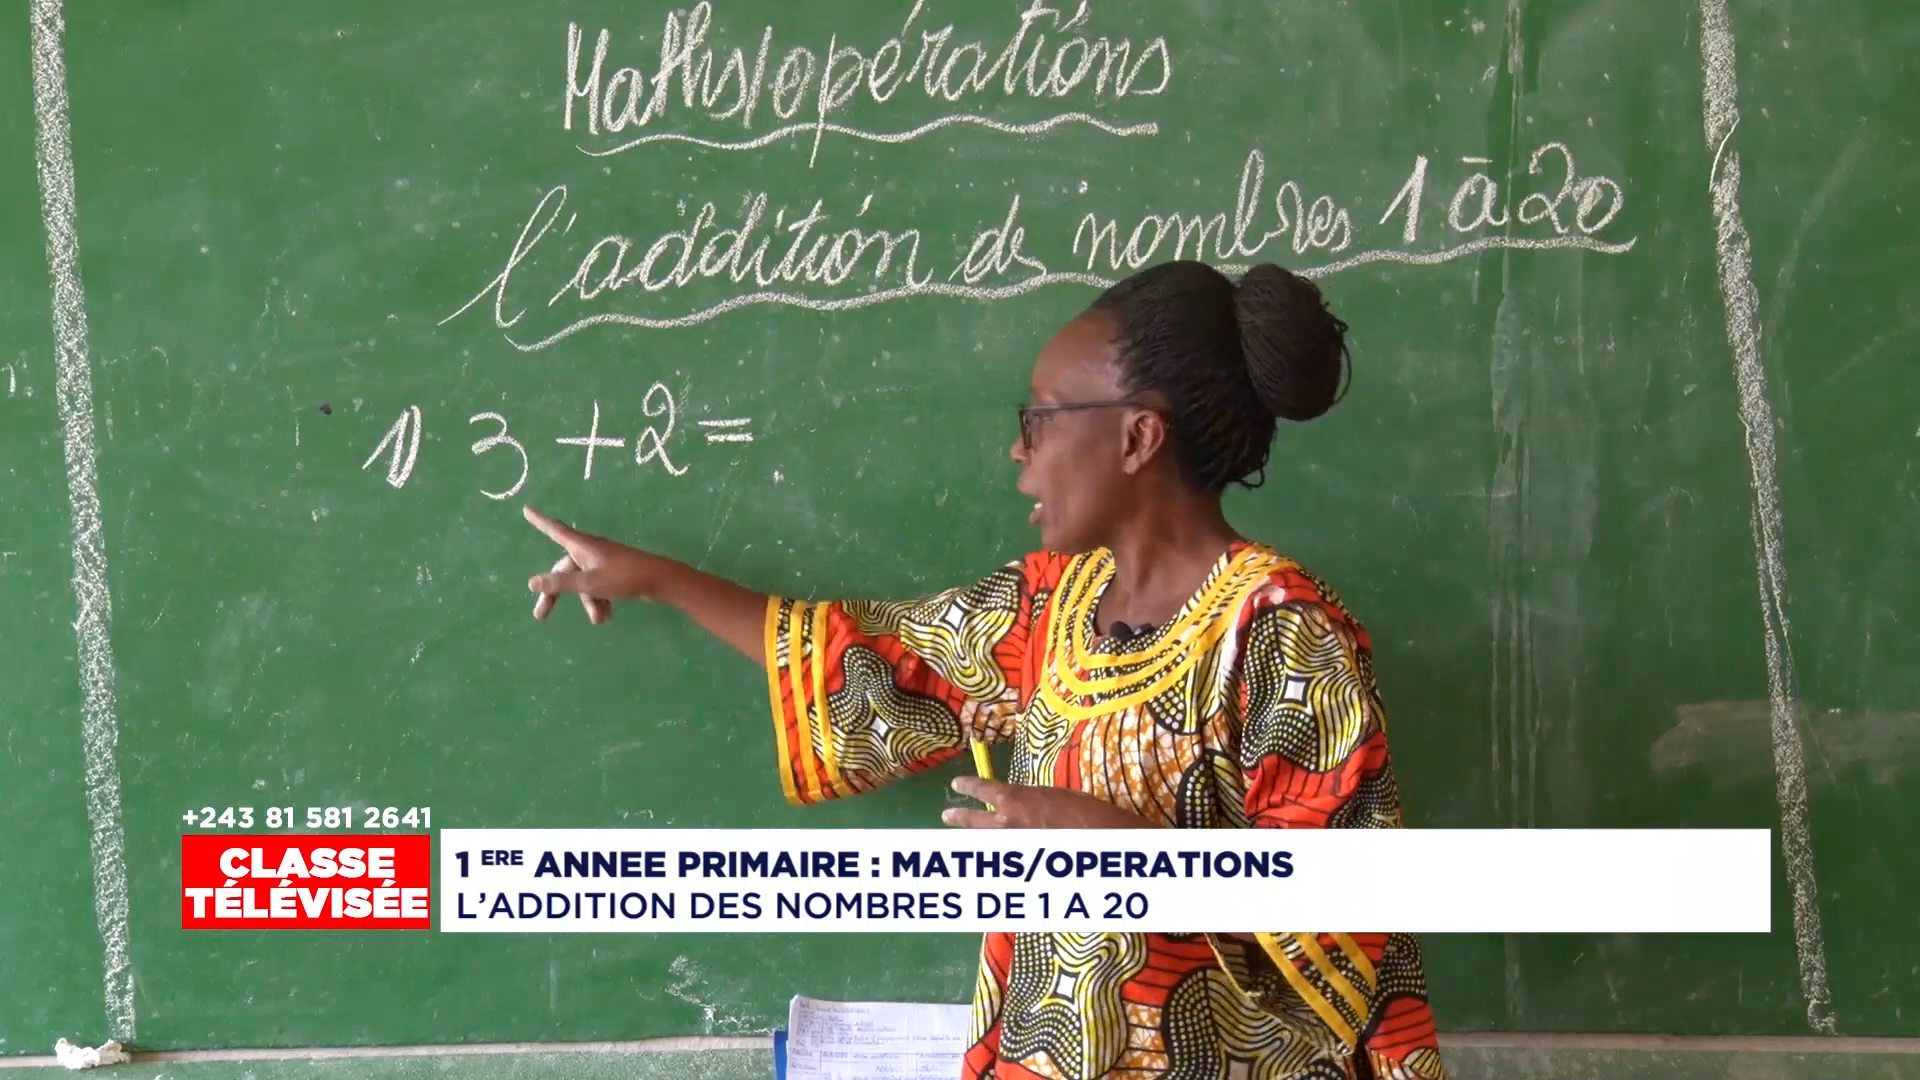 Maths/opérations
l'addition de nombres 1 à 20
1) 3 + 2 =
+243 81 581 2641
CLASSE
TÉLÉVISÉE
1 ERE ANNEE PRIMAIRE : MATHS/OPERATIONS
L'ADDITION DES NOMBRES DE 1 A 20